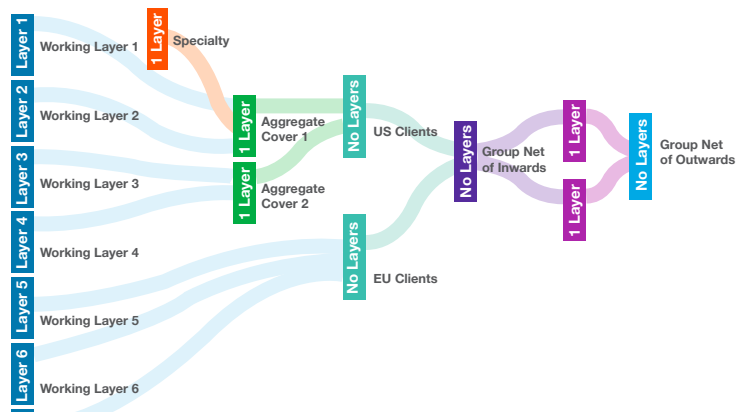 Layer 1
Working Layer 1
1 Layer
Specialty
Layer 2
Working Layer 2
1 Layer
Aggregate
Cover 1
No Layers
US Clients
Layer 3
Working Layer 3
1 Layer
Aggregate
Cover 2
No Layers
Group Net
of Inwards
1 Layer
1 Layer
No Layers
Group Net
of Outwards
Layer 4
Working Layer 4
No Layers
EU Clients
Layer 5
Working Layer 5
Layer 6
Working Layer 6